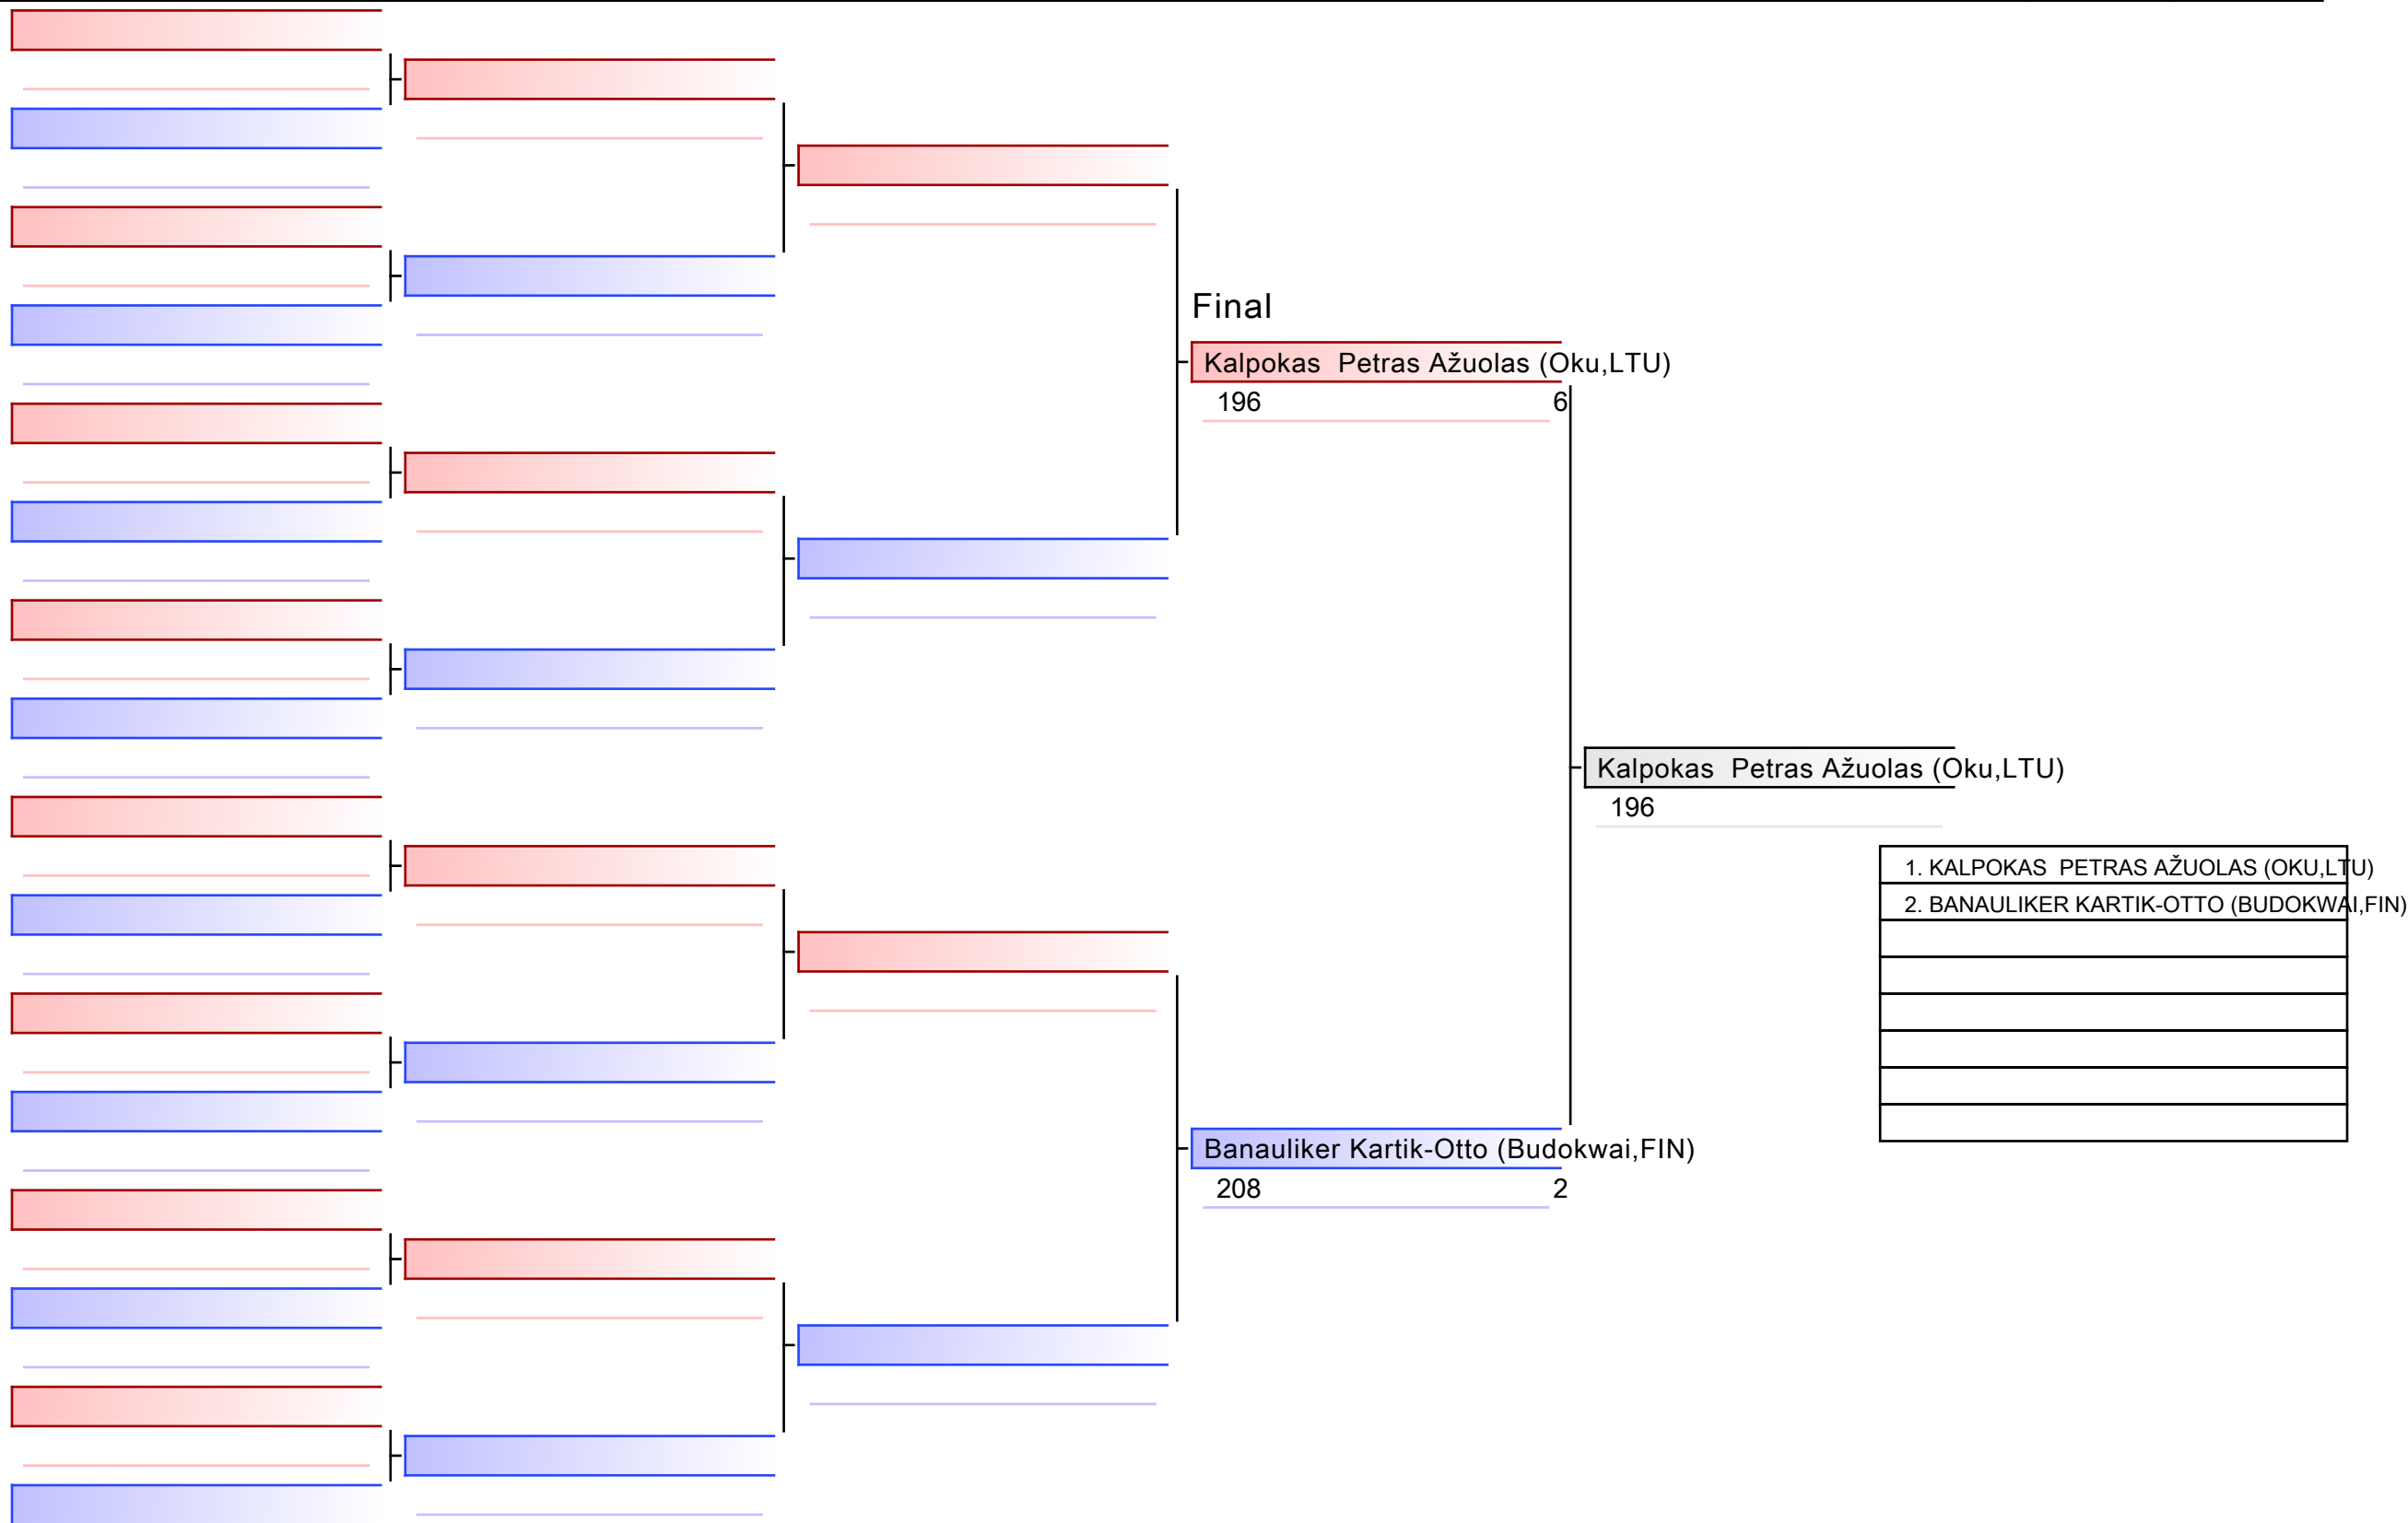 Final
Kalpokas  Petras Ažuolas (Oku,LTU)
196 6
Kalpokas  Petras Ažuolas (Oku,LTU)
196
1. KALPOKAS  PETRAS AŽUOLAS (OKU,LTU)
2. BANAULIKER KARTIK-OTTO (BUDOKWAI,FIN)
Banauliker Kartik-Otto (Budokwai,FIN)
208 2